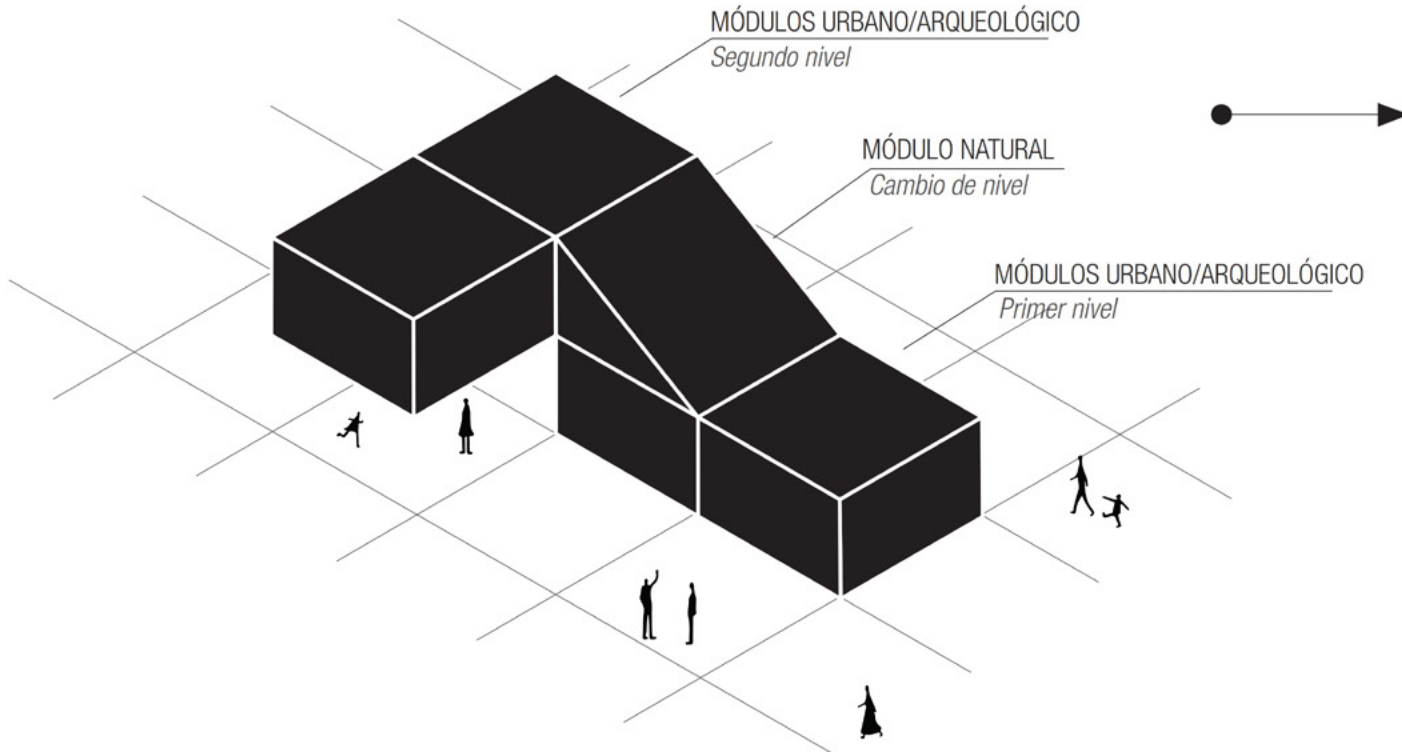 MÓDULOS URBANO/ARQUEOLÓGICO
Segundo nivel
MÓDULO NATURAL
Cambio de nivel
MÓDULOS URBANO/ARQUEOLÓGICO
Primer nivel